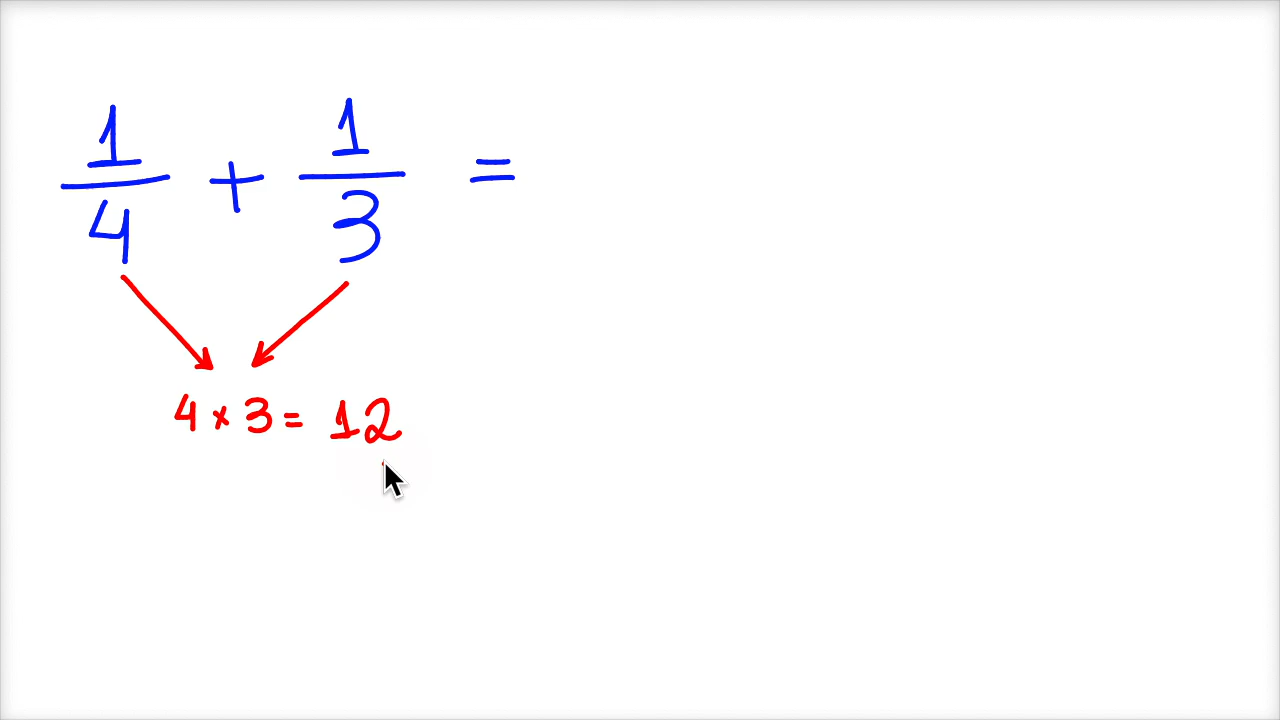 1/4 + 1/3 =
4 × 3 = 12